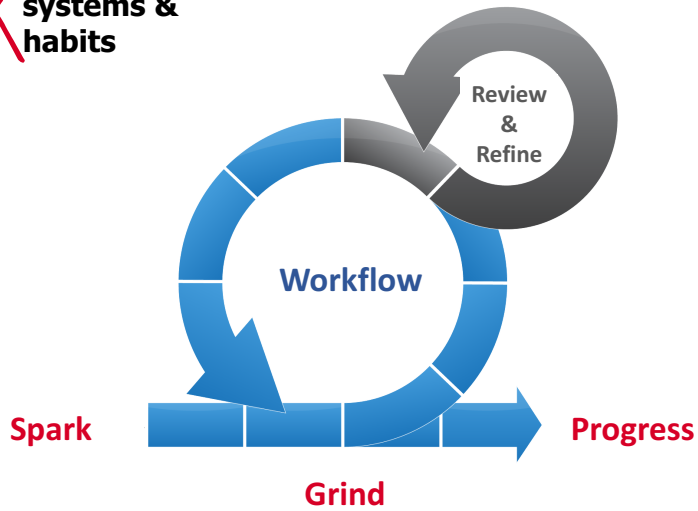 systems &
habits
Review
&
Refine
Workflow
Spark
Progress
Grind